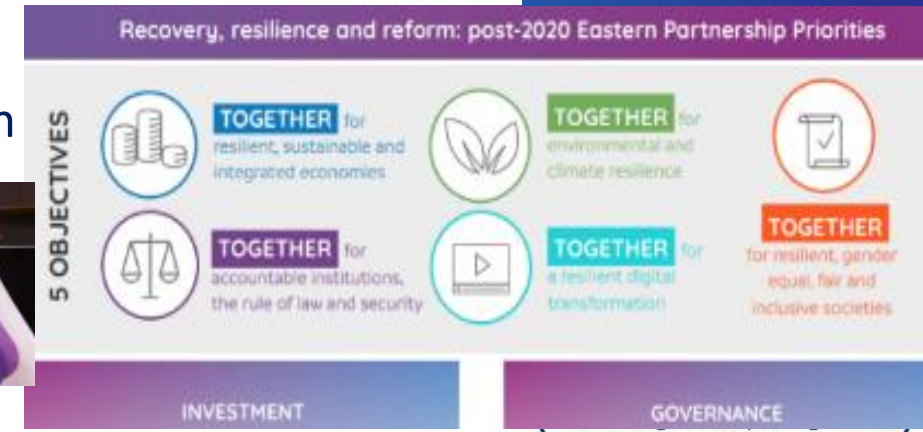 Recovery, resilience and reform: post-2020 Eastern Partnership Priorities
n
5 OBJECTIVES
TOGETHER for
resilient, sustainable and
integrated economies
TOGETHER for
environmental and
climate resilience
TOGETHER
for resilient, gender
equal, fair and
inclusive societies
TOGETHER for
accountable institutions,
the rule of law and security
TOGETHER for
a resilient digital
transformation
INVESTMENT
GOVERNANCE